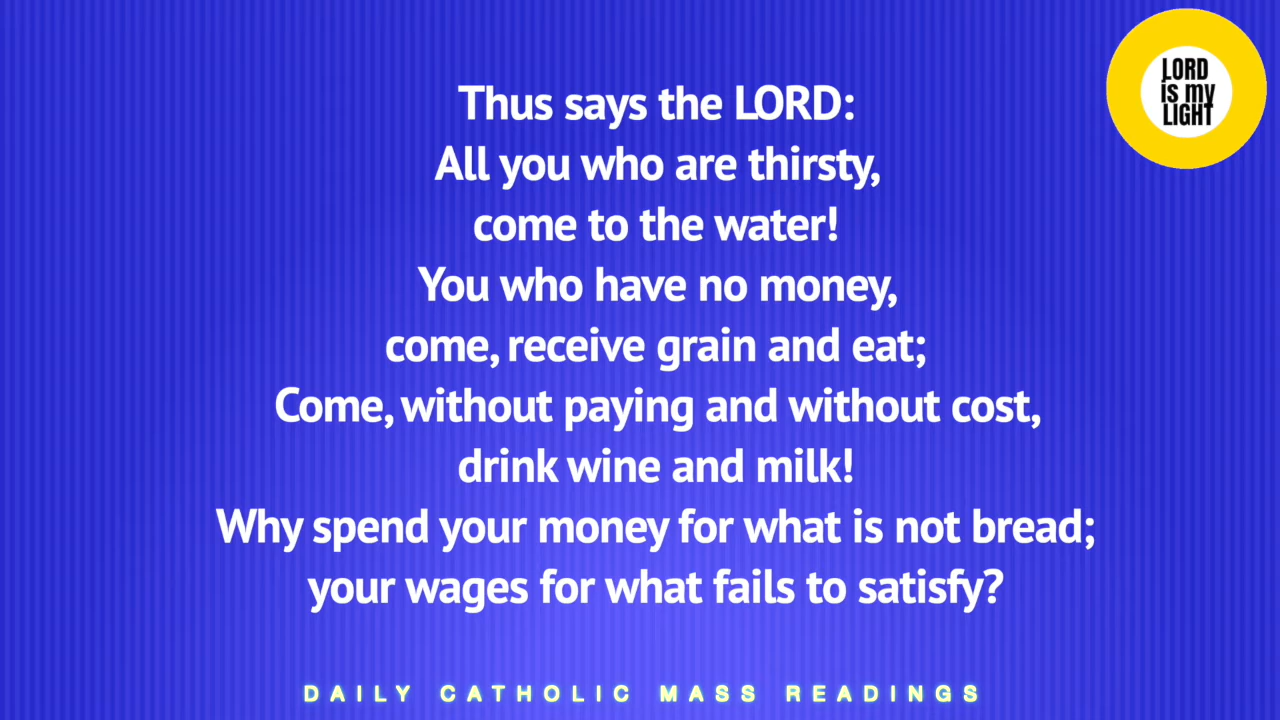 LORD
is my
LIGHT
Thus says the LORD:
All you who are thirsty,
come to the water!
You who have no money,
come, receive grain and eat;
Come, without paying and without cost,
drink wine and milk!
Why spend your money for what is not bread;
your wages for what fails to satisfy?
DAILY CATHOLIC MASS READINGS